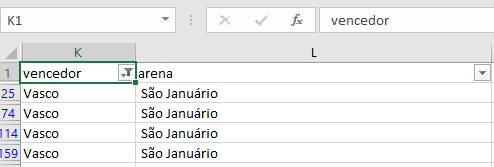 K1 fx vencedor
K L
1 vencedor arena
25 Vasco São Januário
74 Vasco São Januário
114 Vasco São Januário
159 Vasco São Januário